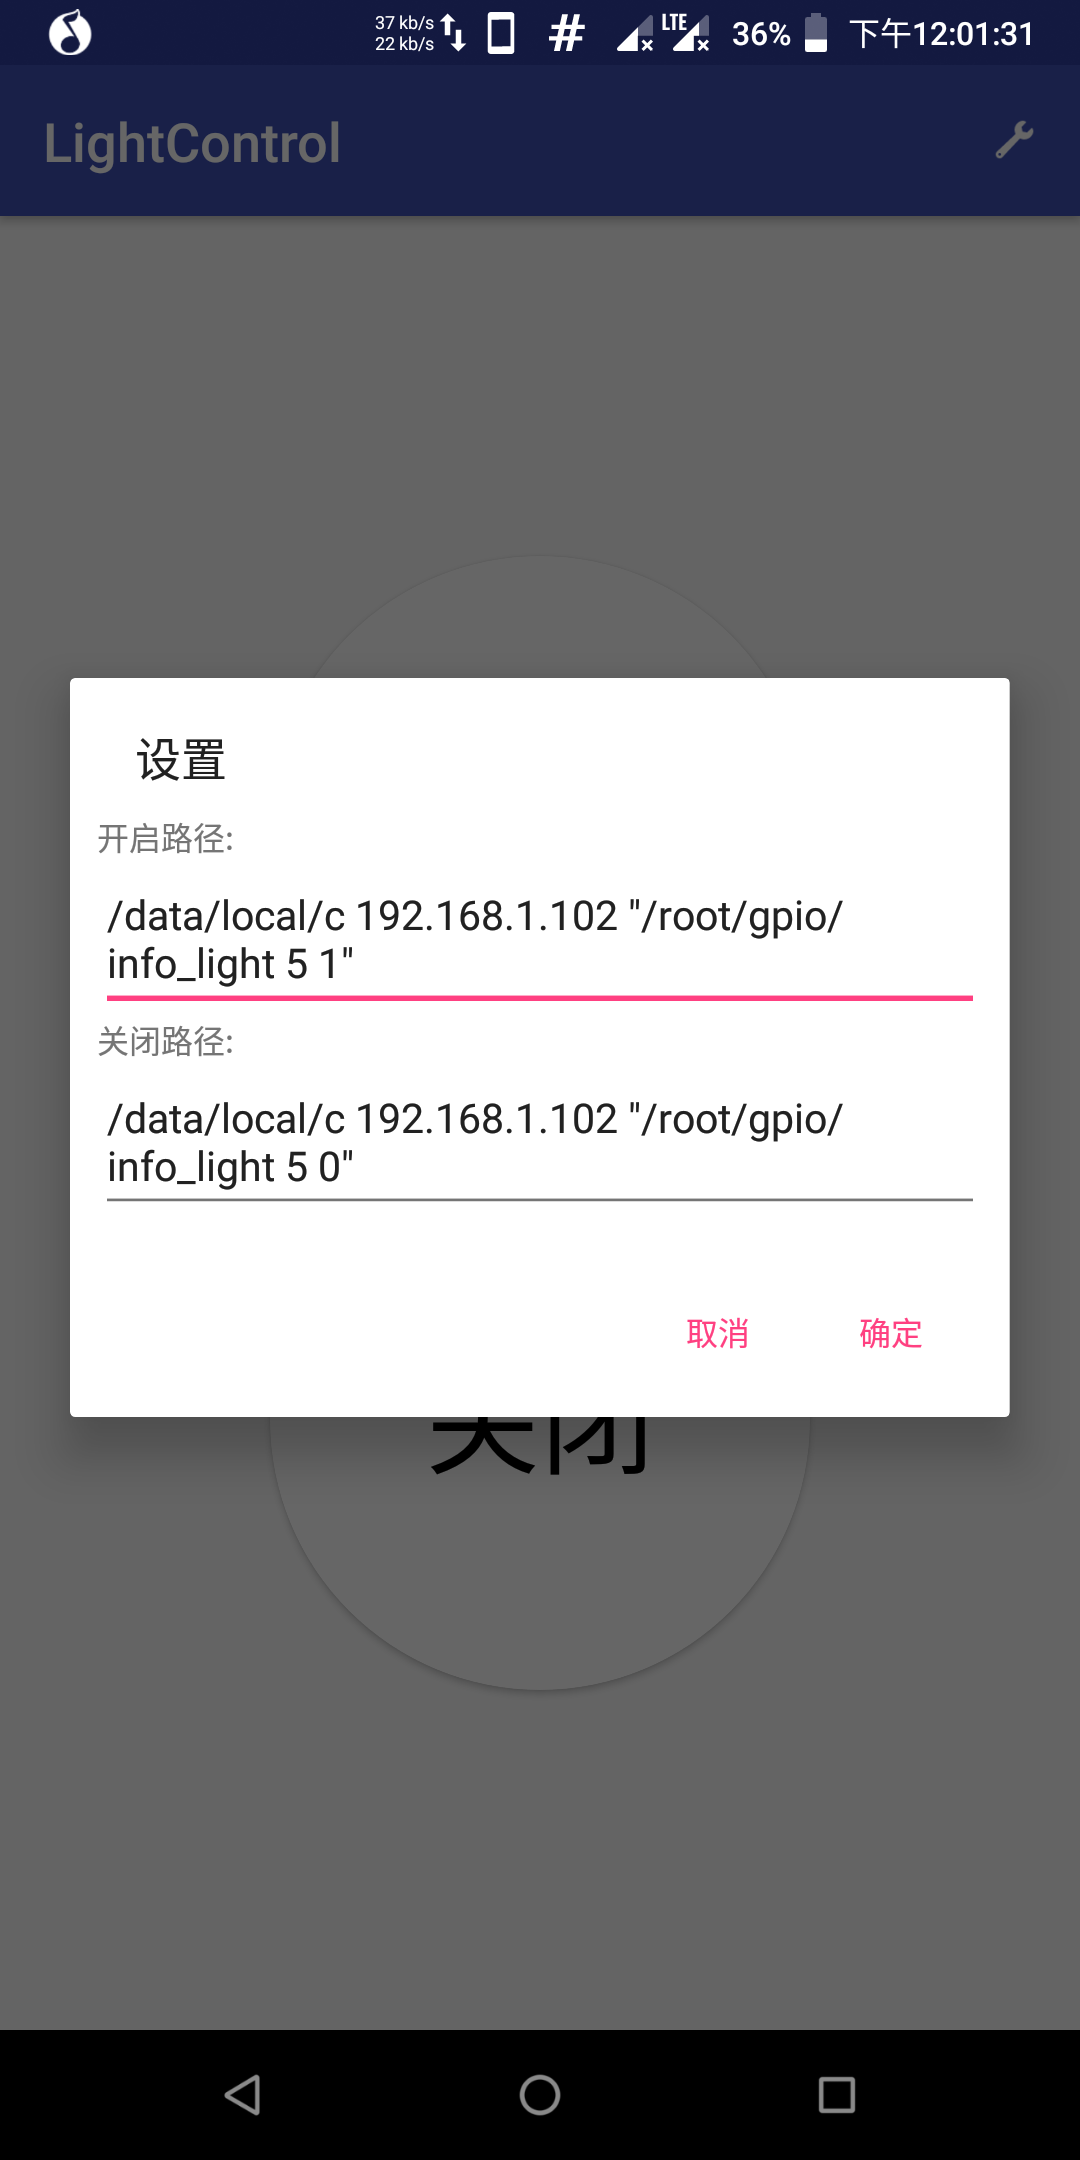 37 kb/s
22 kb/s
LTE
36%
下午12:01:31
LightControl
设置
开启路径:
/data/local/c 192.168.1.102 "/root/gpio/
info_light 5 1"
关闭路径:
/data/local/c 192.168.1.102 "/root/gpio/
info_light 5 0"
取消
确定
关闭